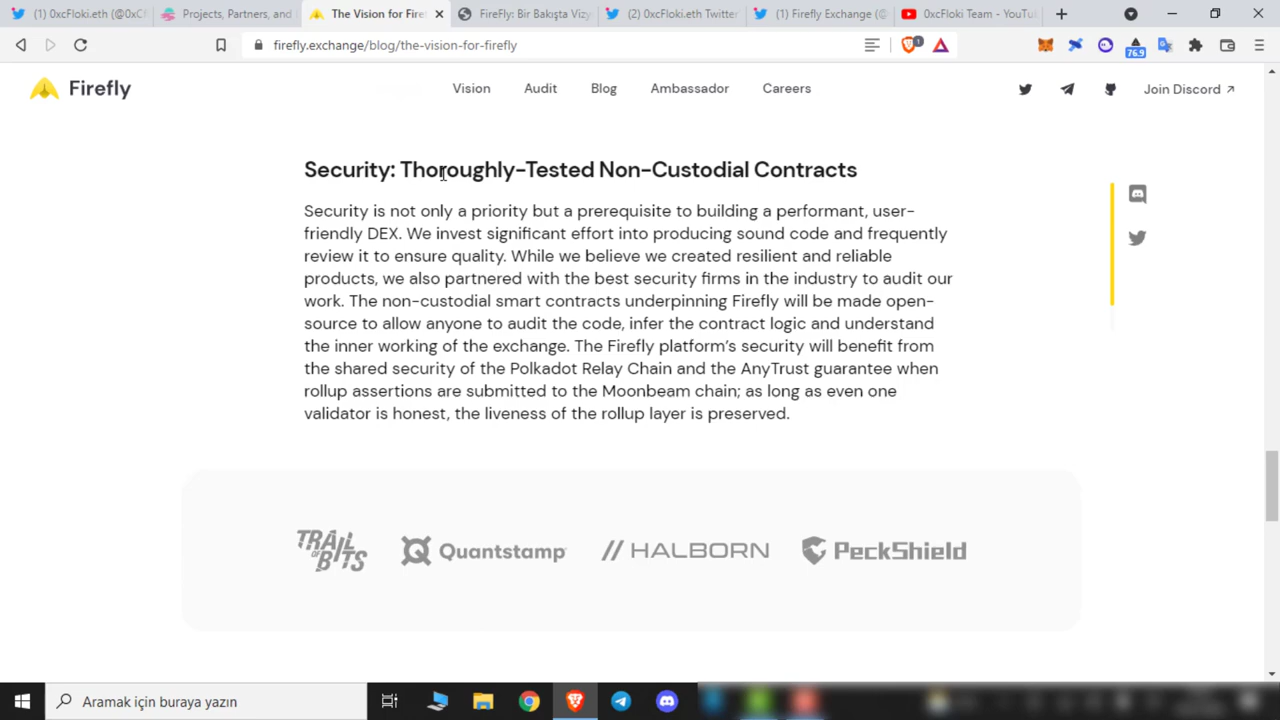 (1) 0xcFloki.eth (@0xCf
Projects, Partners, and
The Vision for Firef
FireFly: Bir Bakışta Vizy
(2) 0xcFloki.eth Twitter
(1) Firefly Exchange (@
0xcFloki Team - YouTu
firefly.exchange/blog/the-vision-for-firefly
1
76.9
Firefly
Vision
Audit
Blog
Ambassador
Careers
Join Discord ↗
Security: Thoroughly-Tested Non-Custodial Contracts
Security is not only a priority but a prerequisite to building a performant, user-
friendly DEX. We invest significant effort into producing sound code and frequently
review it to ensure quality. While we believe we created resilient and reliable
products, we also partnered with the best security firms in the industry to audit our
work. The non-custodial smart contracts underpinning Firefly will be made open-
source to allow anyone to audit the code, infer the contract logic and understand
the inner working of the exchange. The Firefly platform's security will benefit from
the shared security of the Polkadot Relay Chain and the AnyTrust guarantee when
rollup assertions are submitted to the Moonbeam chain; as long as even one
validator is honest, the liveness of the rollup layer is preserved.
TRAIL OF BITS
Quantstamp
HALBORN
PeckShield
Aramak için buraya yazın